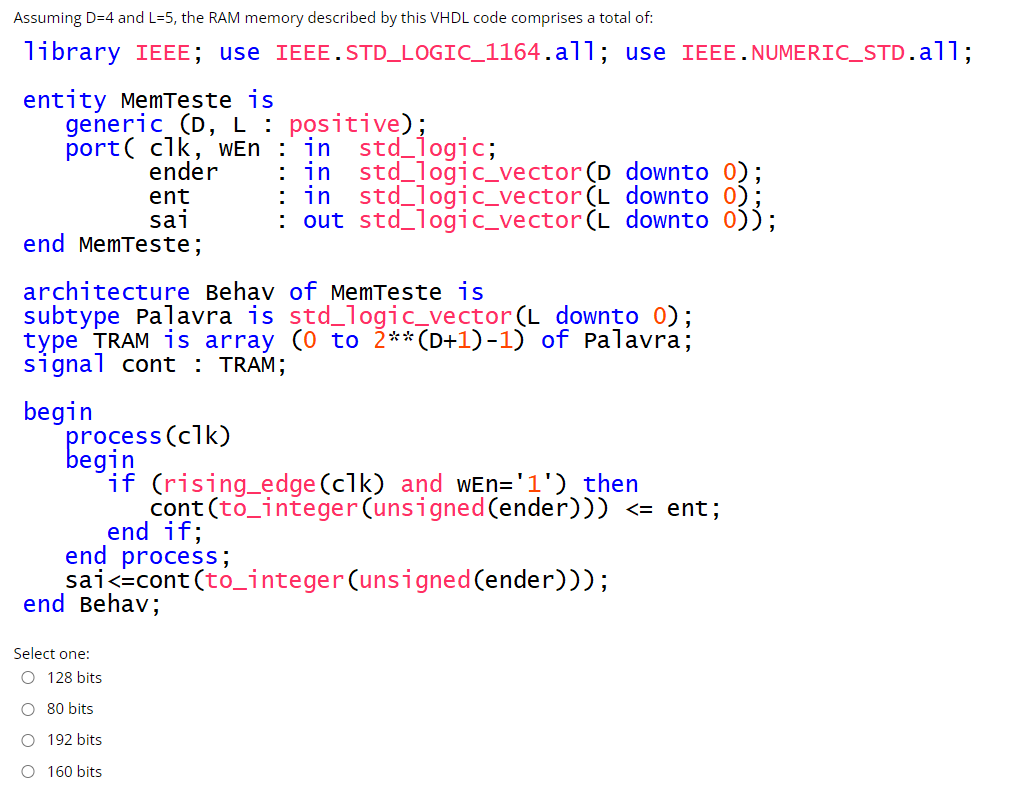 Assuming D=4 and L=5, the RAM memory described by this VHDL code comprises a total of:
library IEEE; use IEEE.STD_LOGIC_1164.all; use IEEE.NUMERIC_STD.all;
entity MemTeste is
generic (D, L : positive);
port( clk, wEn : in std_logic;
ender : in std_logic_vector(D downto 0);
ent : in std_logic_vector(L downto 0);
sai : out std_logic_vector(L downto 0));
end MemTeste;
architecture Behav of MemTeste is
subtype Palavra is std_logic_vector(L downto 0);
type TRAM is array (0 to 2**(D+1)-1) of Palavra;
signal cont : TRAM;
begin
process(clk)
begin
if (rising_edge(clk) and wEn='1') then
cont(to_integer(unsigned(ender))) <= ent;
end if;
end process;
sai<=cont(to_integer(unsigned(ender)));
end Behav;
Select one:
128 bits
80 bits
192 bits
160 bits